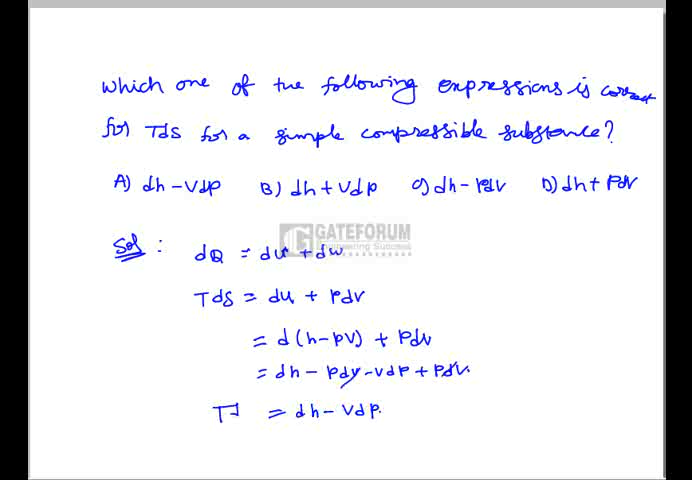 which one of the following expressions is correct
for Tds for a simple compressible substance?
A) dh - vdp B) dh + vdp C) dh - pdv D) dh + pdv
GATEFORUM
Engineering Success
Sol :
dQ = du + dw
Tds = du + pdv
= d(h - pv) + pdv
= dh - pdv - vdp + pdv.
= dh - vdp.